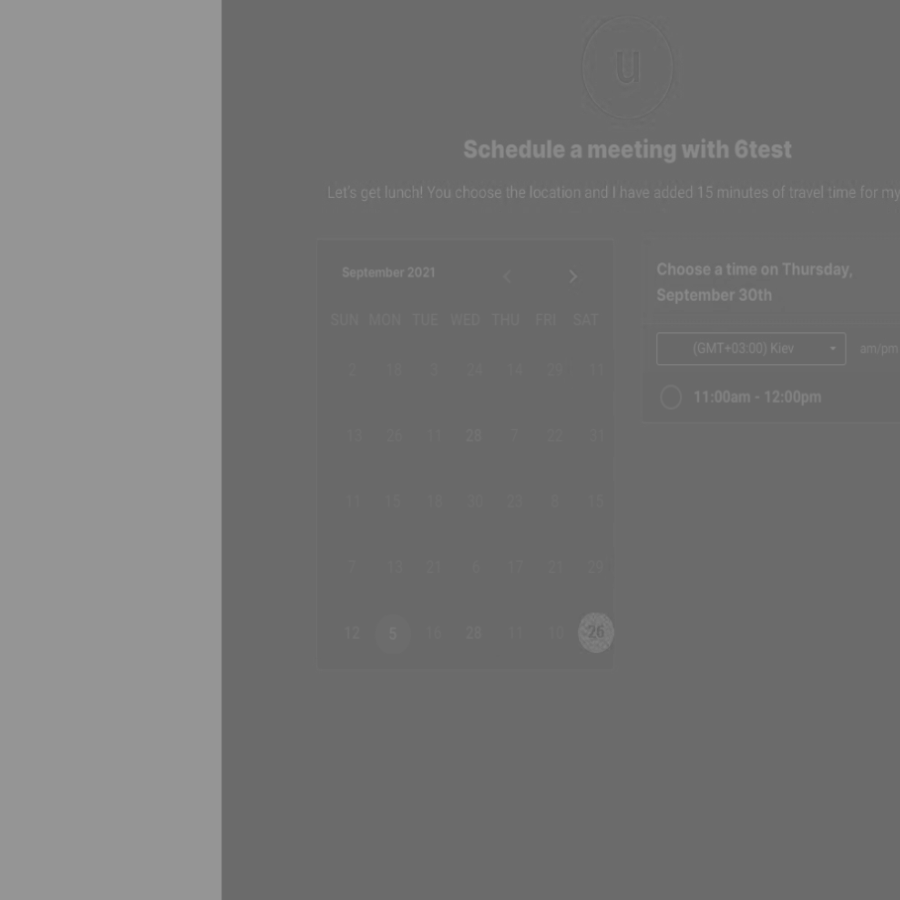 u
Schedule a meeting with 6test
Let's get lunch! You choose the location and I have added 15 minutes of travel time for my
September 2021
SUN MON TUE WED THU FRI SAT
2 18 3 24 14 29 11
13 26 11 28 7 22 31
11 15 18 30 23 15
7 13 21 6 17 21 29
12 5 16 28 11 26
Choose a time on Thursday,
September 30th
(GMT+03:00) Kiev am/pm
11:00am - 12:00pm